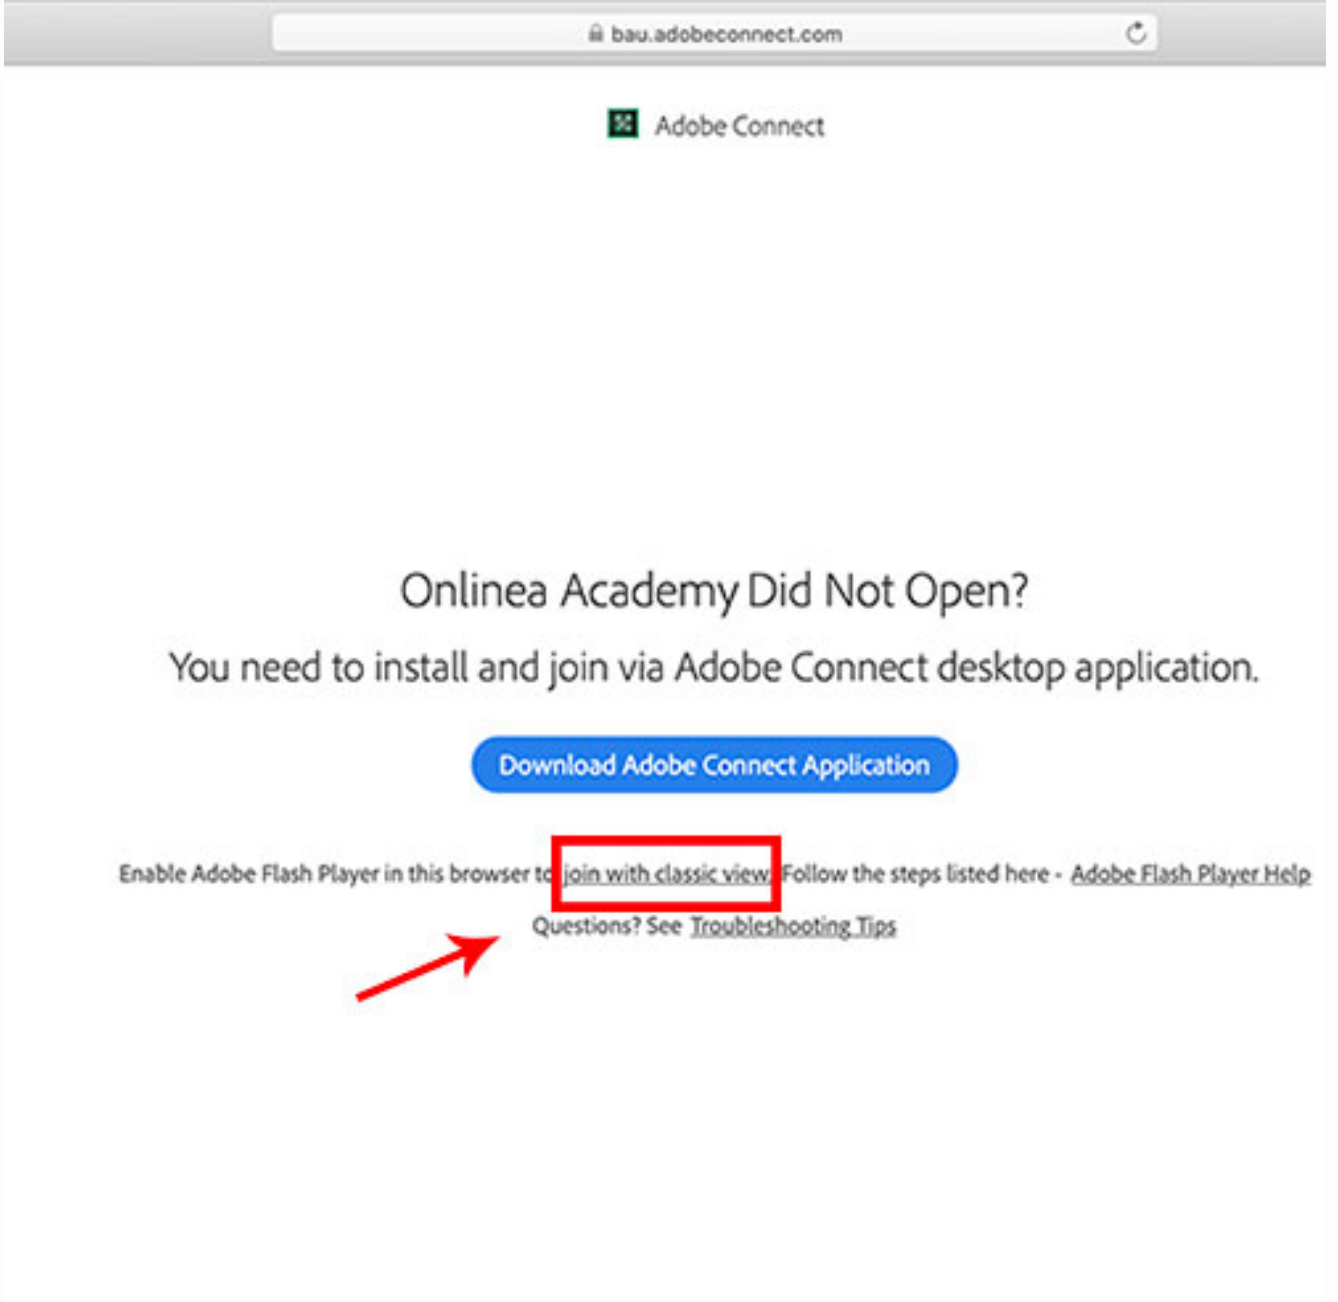 bau.adobeconnect.com
Adobe Connect
Onlinea Academy Did Not Open?
You need to install and join via Adobe Connect desktop application.
Download Adobe Connect Application
Enable Adobe Flash Player in this browser to join with classic view. Follow the steps listed here - Adobe Flash Player Help
Questions? See Troubleshooting Tips